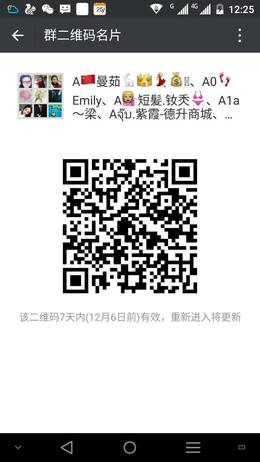 12:25
群二维码名片
A🇨🇳曼茹🐇👑💃💰、A0👣
Emily、A👸短髮.钕秂👙、A1a
～梁、Aจุ๊บ.紫霞-德升商城、…
该二维码7天内(12月6日前)有效，重新进入将更新